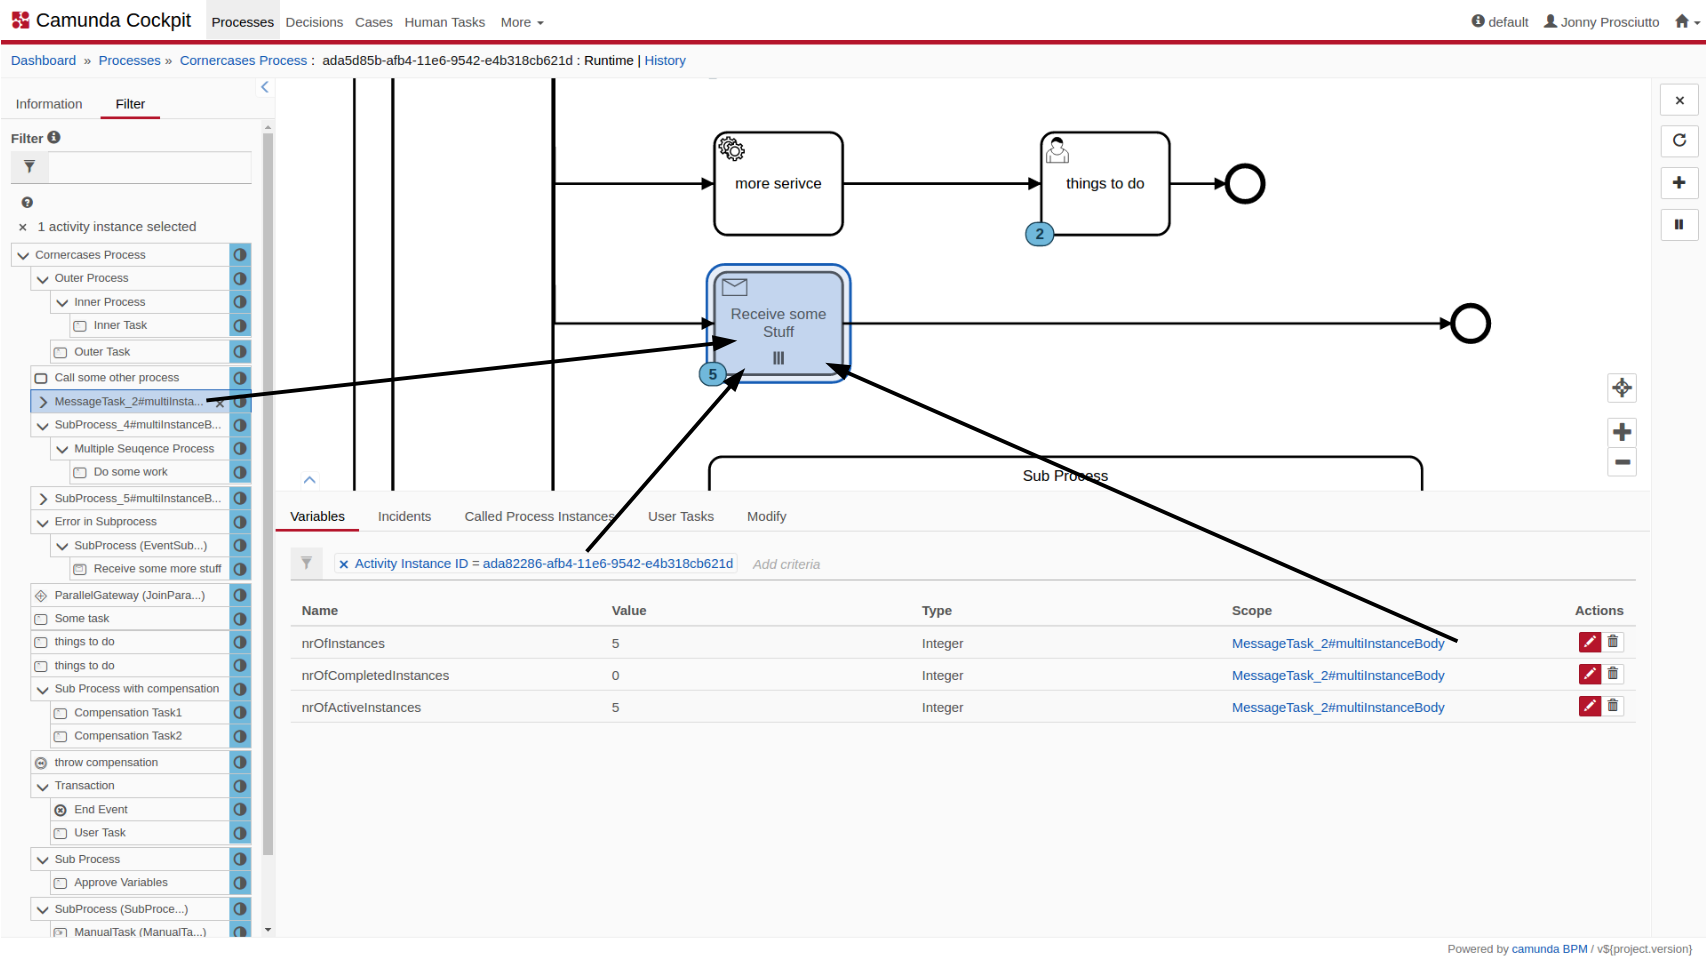 Camunda Cockpit Processes Decisions Cases Human Tasks More default Jonny Prosciutto
Dashboard » Processes » Cornercases Process : ada5d85b-afb4-11e6-9542-e4b318cb621d : Runtime | History
Information Filter
Filter
1 activity instance selected
Cornercases Process
Outer Process
Inner Process
Inner Task
Outer Task
Call some other process
MessageTask_2#multiInsta...
SubProcess_4#multiInstanceB...
Multiple Seuqence Process
Do some work
SubProcess_5#multiInstanceB...
Error in Subprocess
SubProcess (EventSub...)
Receive some more stuff
ParallelGateway (JoinPara...)
Some task
things to do
things to do
Sub Process with compensation
Compensation Task1
Compensation Task2
throw compensation
Transaction
End Event
User Task
Sub Process
Approve Variables
SubProcess (SubProce...)
ManualTask (ManualTa...)
more serivce
things to do
2
Receive some
Stuff
5
Sub Process
Variables Incidents Called Process Instances User Tasks Modify
Activity Instance ID = ada82286-afb4-11e6-9542-e4b318cb621d Add criteria
Name Value Type Scope Actions
nrOfInstances 5 Integer MessageTask_2#multiInstanceBody
nrOfCompletedInstances 0 Integer MessageTask_2#multiInstanceBody
nrOfActiveInstances 5 Integer MessageTask_2#multiInstanceBody
Powered by camunda BPM / v${project.version}